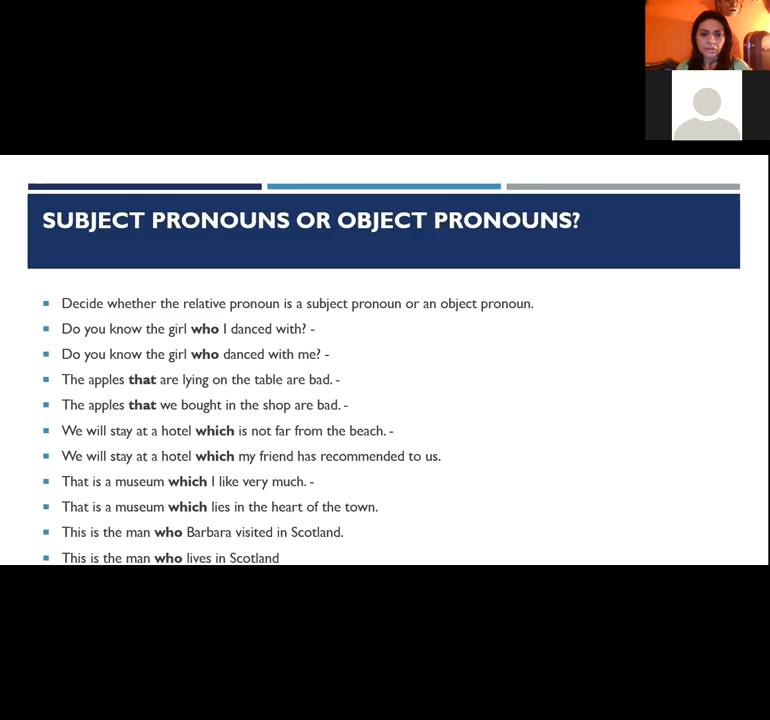 SUBJECT PRONOUNS OR OBJECT PRONOUNS?
Decide whether the relative pronoun is a subject pronoun or an object pronoun.
Do you know the girl who I danced with? -
Do you know the girl who danced with me? -
The apples that are lying on the table are bad. -
The apples that we bought in the shop are bad. -
We will stay at a hotel which is not far from the beach. -
We will stay at a hotel which my friend has recommended to us.
That is a museum which I like very much. -
That is a museum which lies in the heart of the town.
This is the man who Barbara visited in Scotland.
This is the man who lives in Scotland